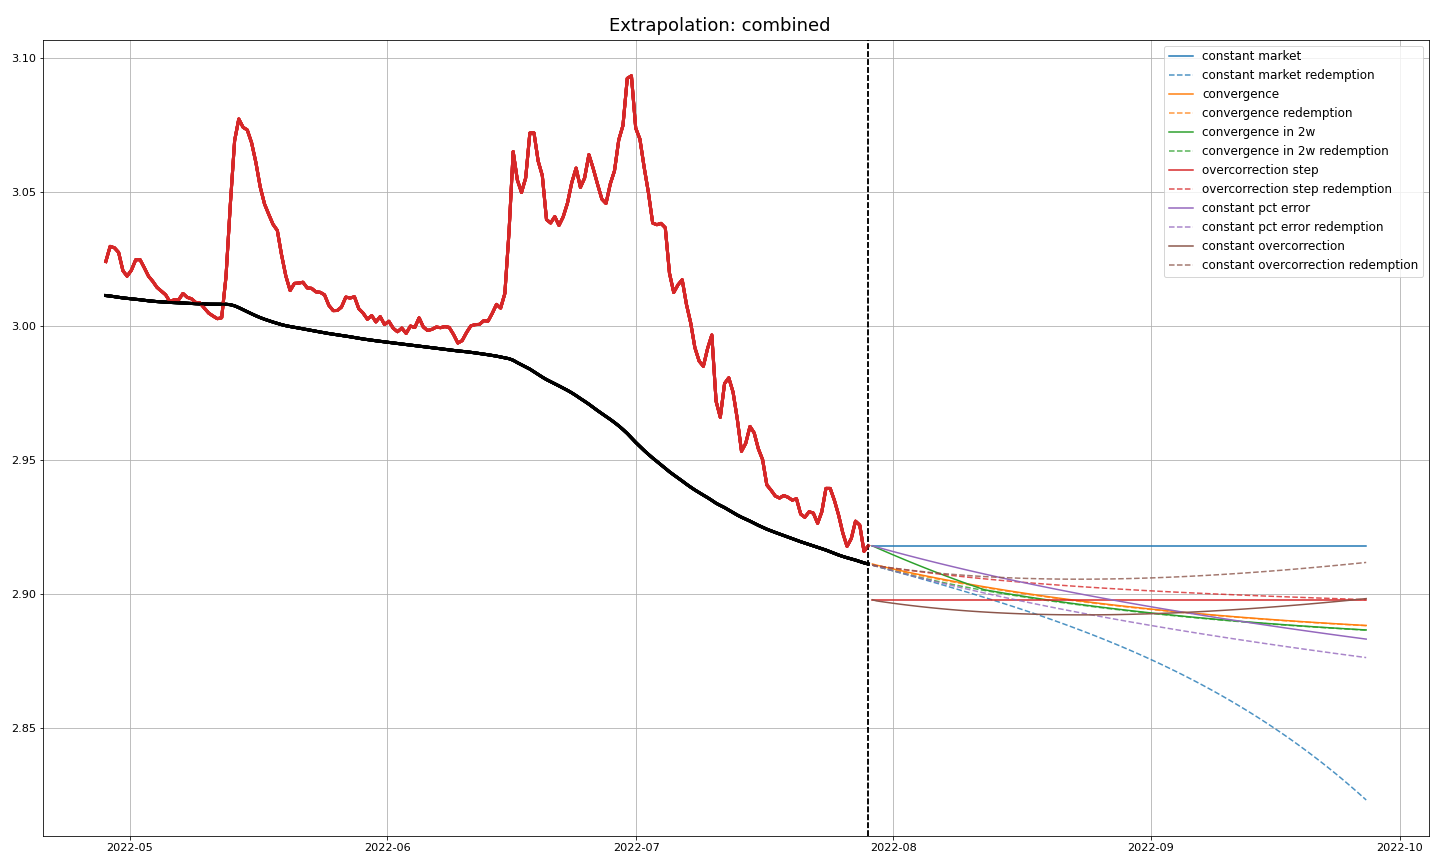 Extrapolation: combined
3.10
3.05
3.00
2.95
2.90
2.85
constant market
constant market redemption
convergence
convergence redemption
convergence in 2w
convergence in 2w redemption
overcorrection step
overcorrection step redemption
constant pct error
constant pct error redemption
constant overcorrection
constant overcorrection redemption
2022-05
2022-06
2022-07
2022-08
2022-09
2022-10